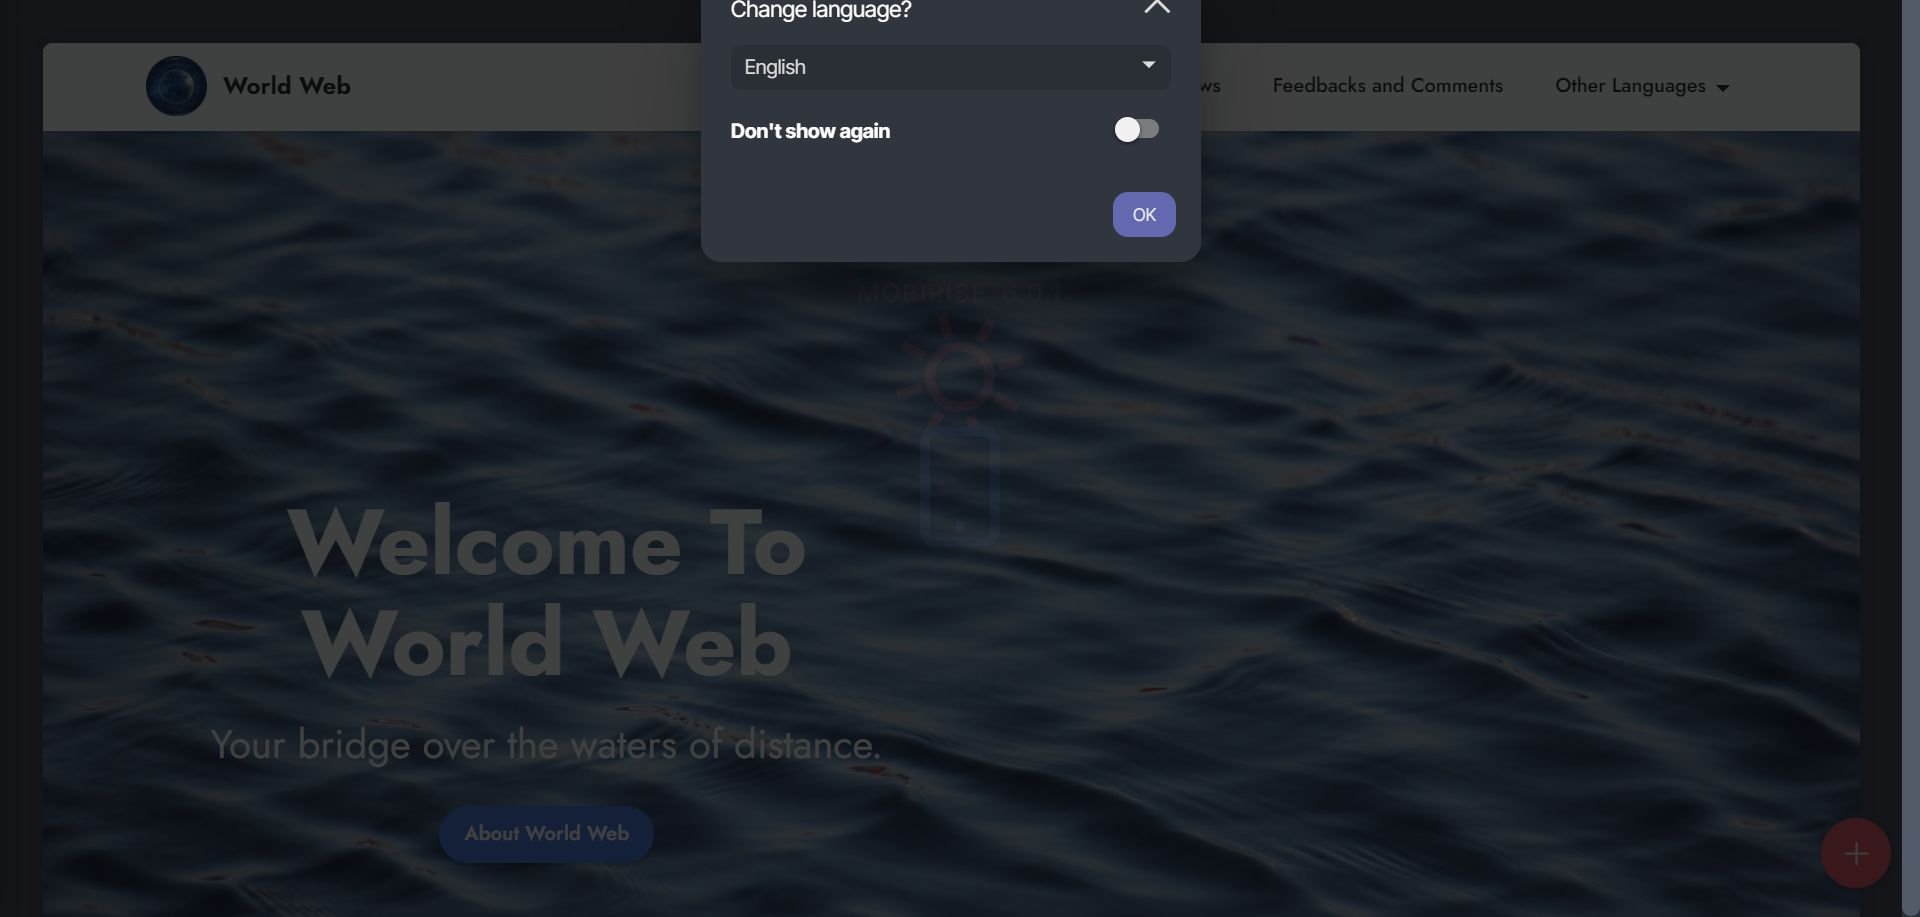 Change language?
English
Don't show again
OK
World Web
ws
Feedbacks and Comments
Other Languages
MOBIRISE 6.0.1
Welcome To
World Web
Your bridge over the waters of distance.
About World Web